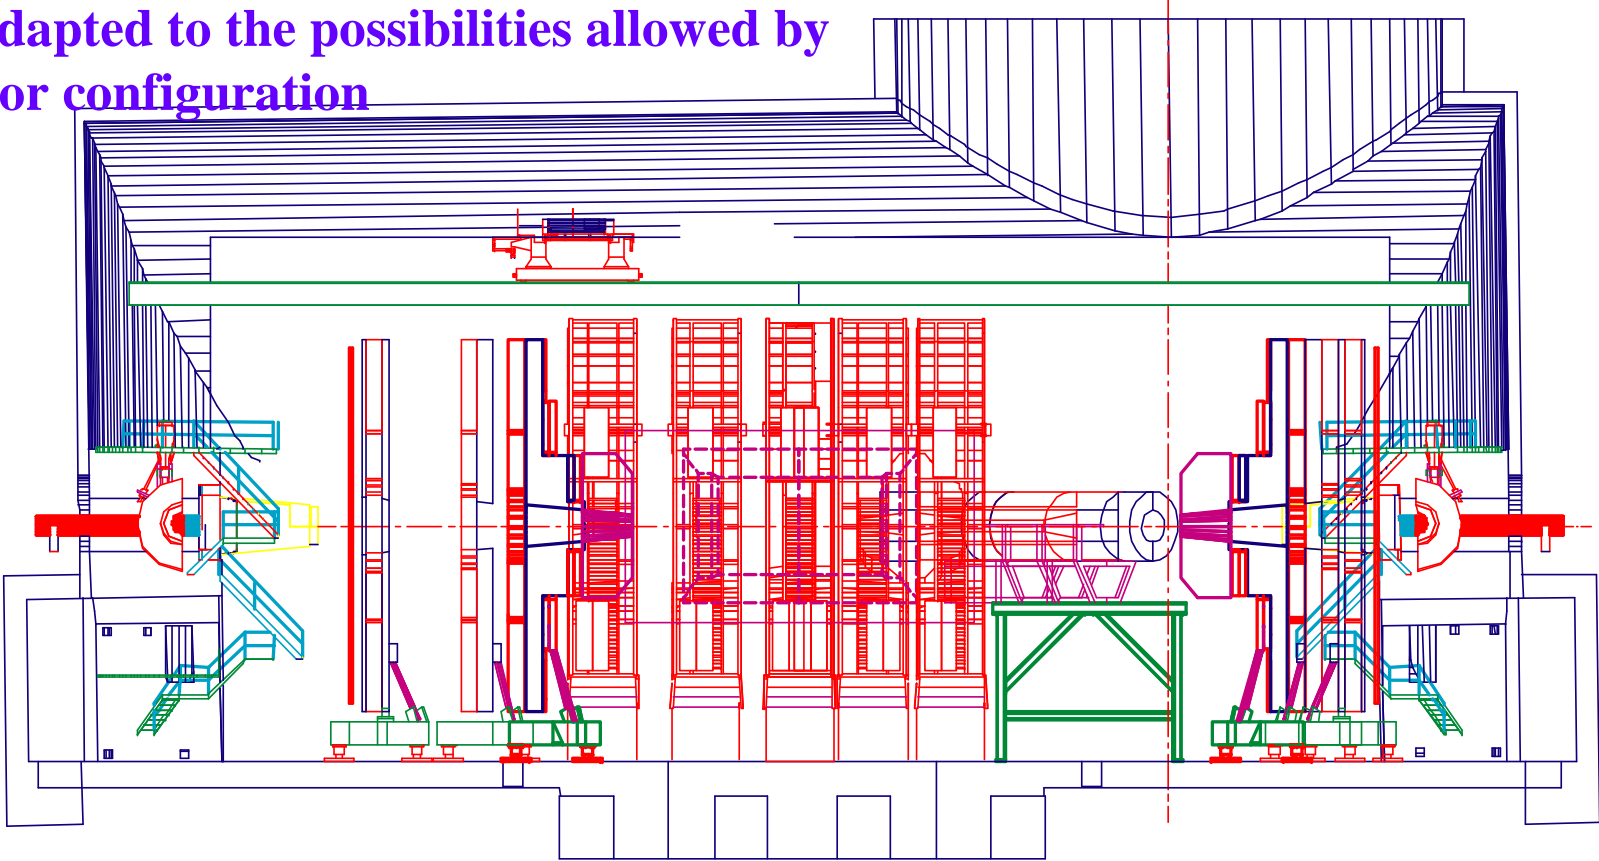 dapted to the possibilities allowed by
or configuration